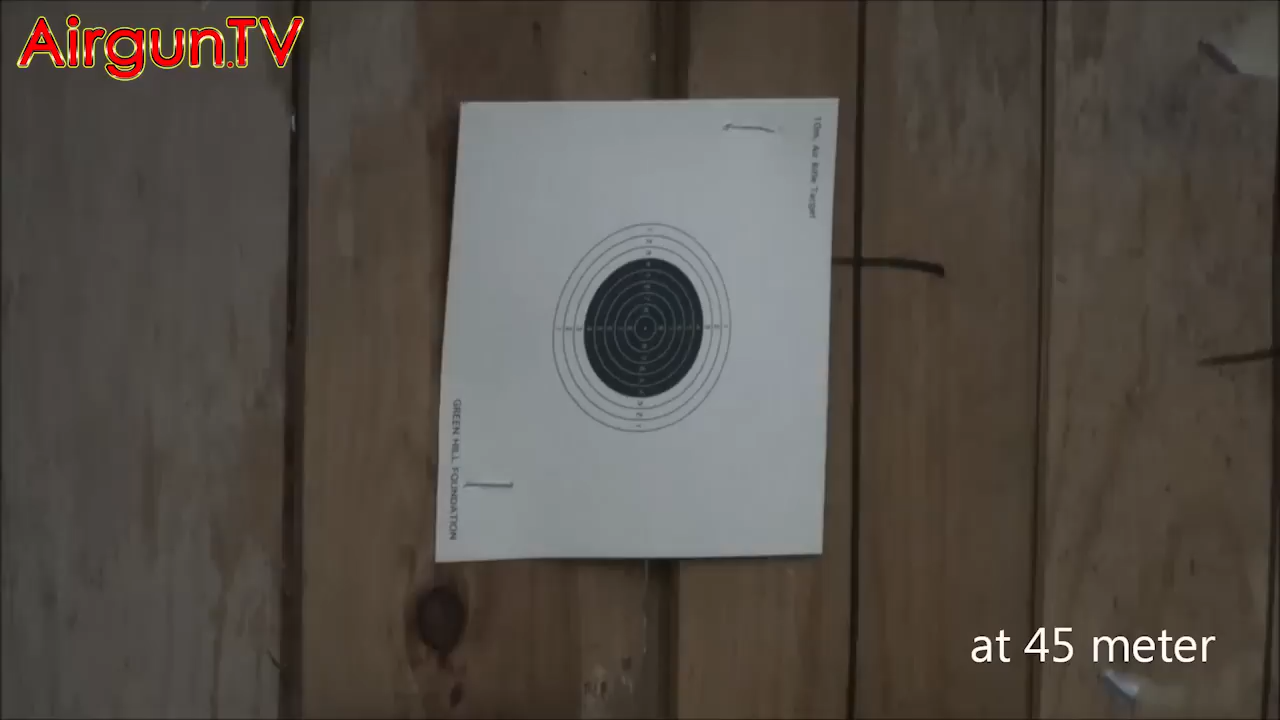 AirgunTV
10m. Air Rifle Target
GREEN HILL FOUNDATION
at 45 meter